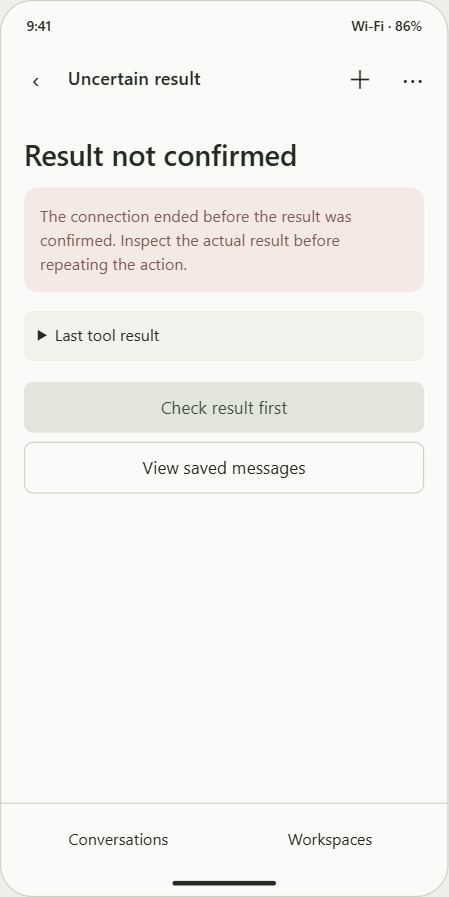 9:41
Wi-Fi · 86%
‹ Uncertain result + ...
Result not confirmed
The connection ended before the result was
confirmed. Inspect the actual result before
repeating the action.
▶ Last tool result
Check result first
View saved messages
Conversations
Workspaces